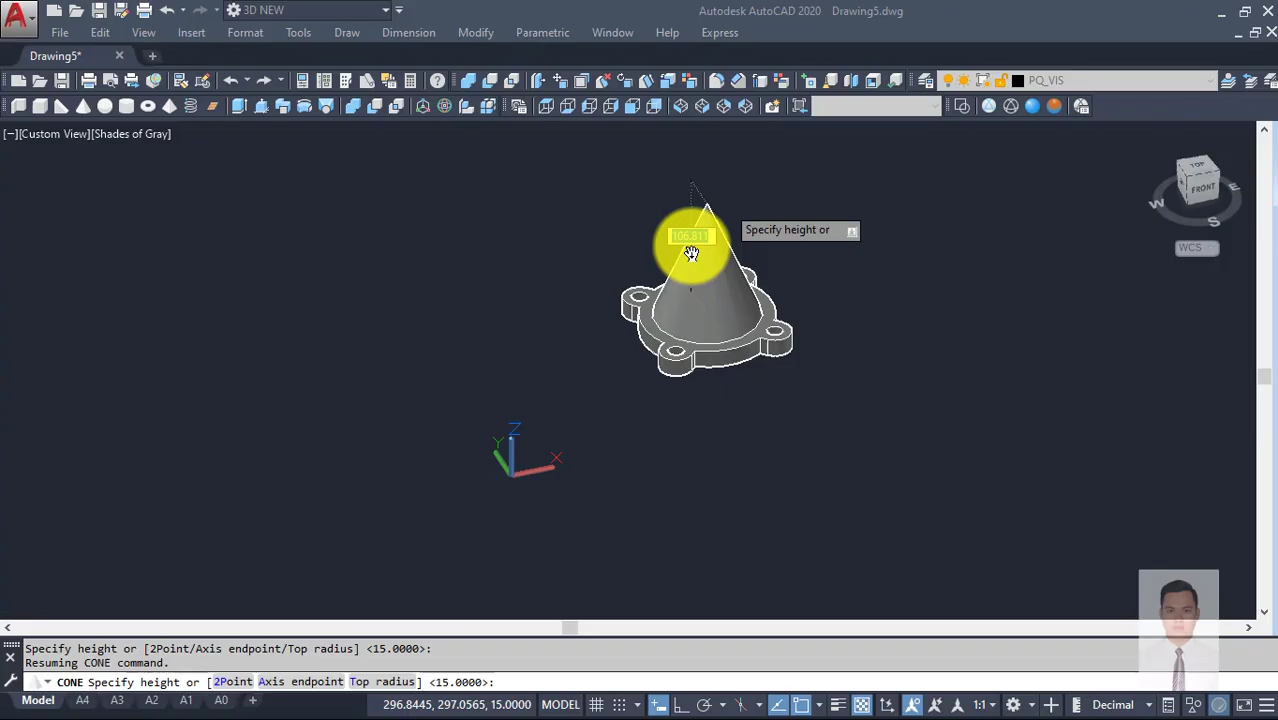 3D NEW
Autodesk AutoCAD 2020 Drawing5.dwg
File Edit View Insert Format Tools Draw Dimension Modify Parametric Window Help Express
Drawing5*
PQ_VIS
[−][Custom View][Shades of Gray]
TOP
FRONT
W
E
S
WCS
106.811
Specify height or
Z
Y
X
Specify height or [2Point/Axis endpoint/Top radius] <15.0000>:
Resuming CONE command.
CONE Specify height or [2Point Axis endpoint Top radius] <15.0000>:
Model A4 A3 A2 A1 A0
296.8445, 297.0565, 15.0000 MODEL 1:1 Decimal